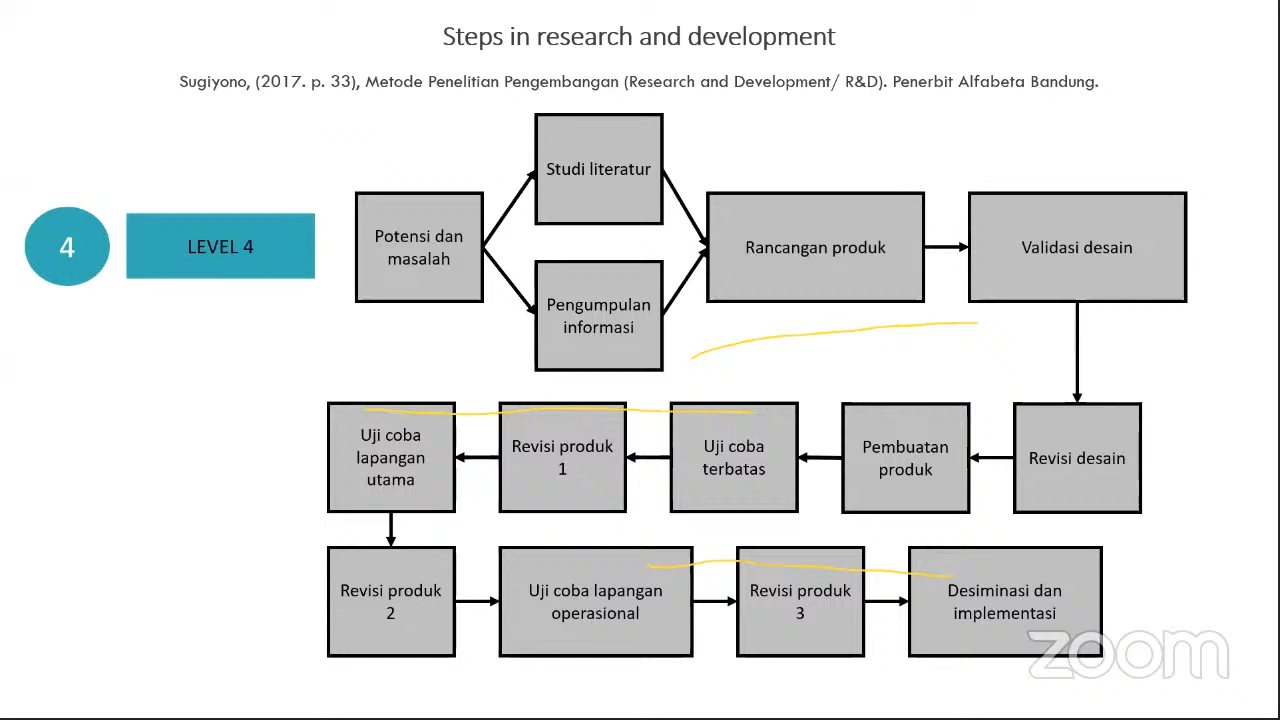 Steps in research and development
Sugiyono, (2017. p. 33), Metode Penelitian Pengembangan (Research and Development/ R&D). Penerbit Alfabeta Bandung.
4
LEVEL 4
Potensi dan
masalah
Studi literatur
Pengumpulan
informasi
Rancangan produk
Validasi desain
Revisi desain
Pembuatan
produk
Uji coba
terbatas
Revisi produk
1
Uji coba
lapangan
utama
Revisi produk
2
Uji coba lapangan
operasional
Revisi produk
3
Desiminasi dan
implementasi
zoom